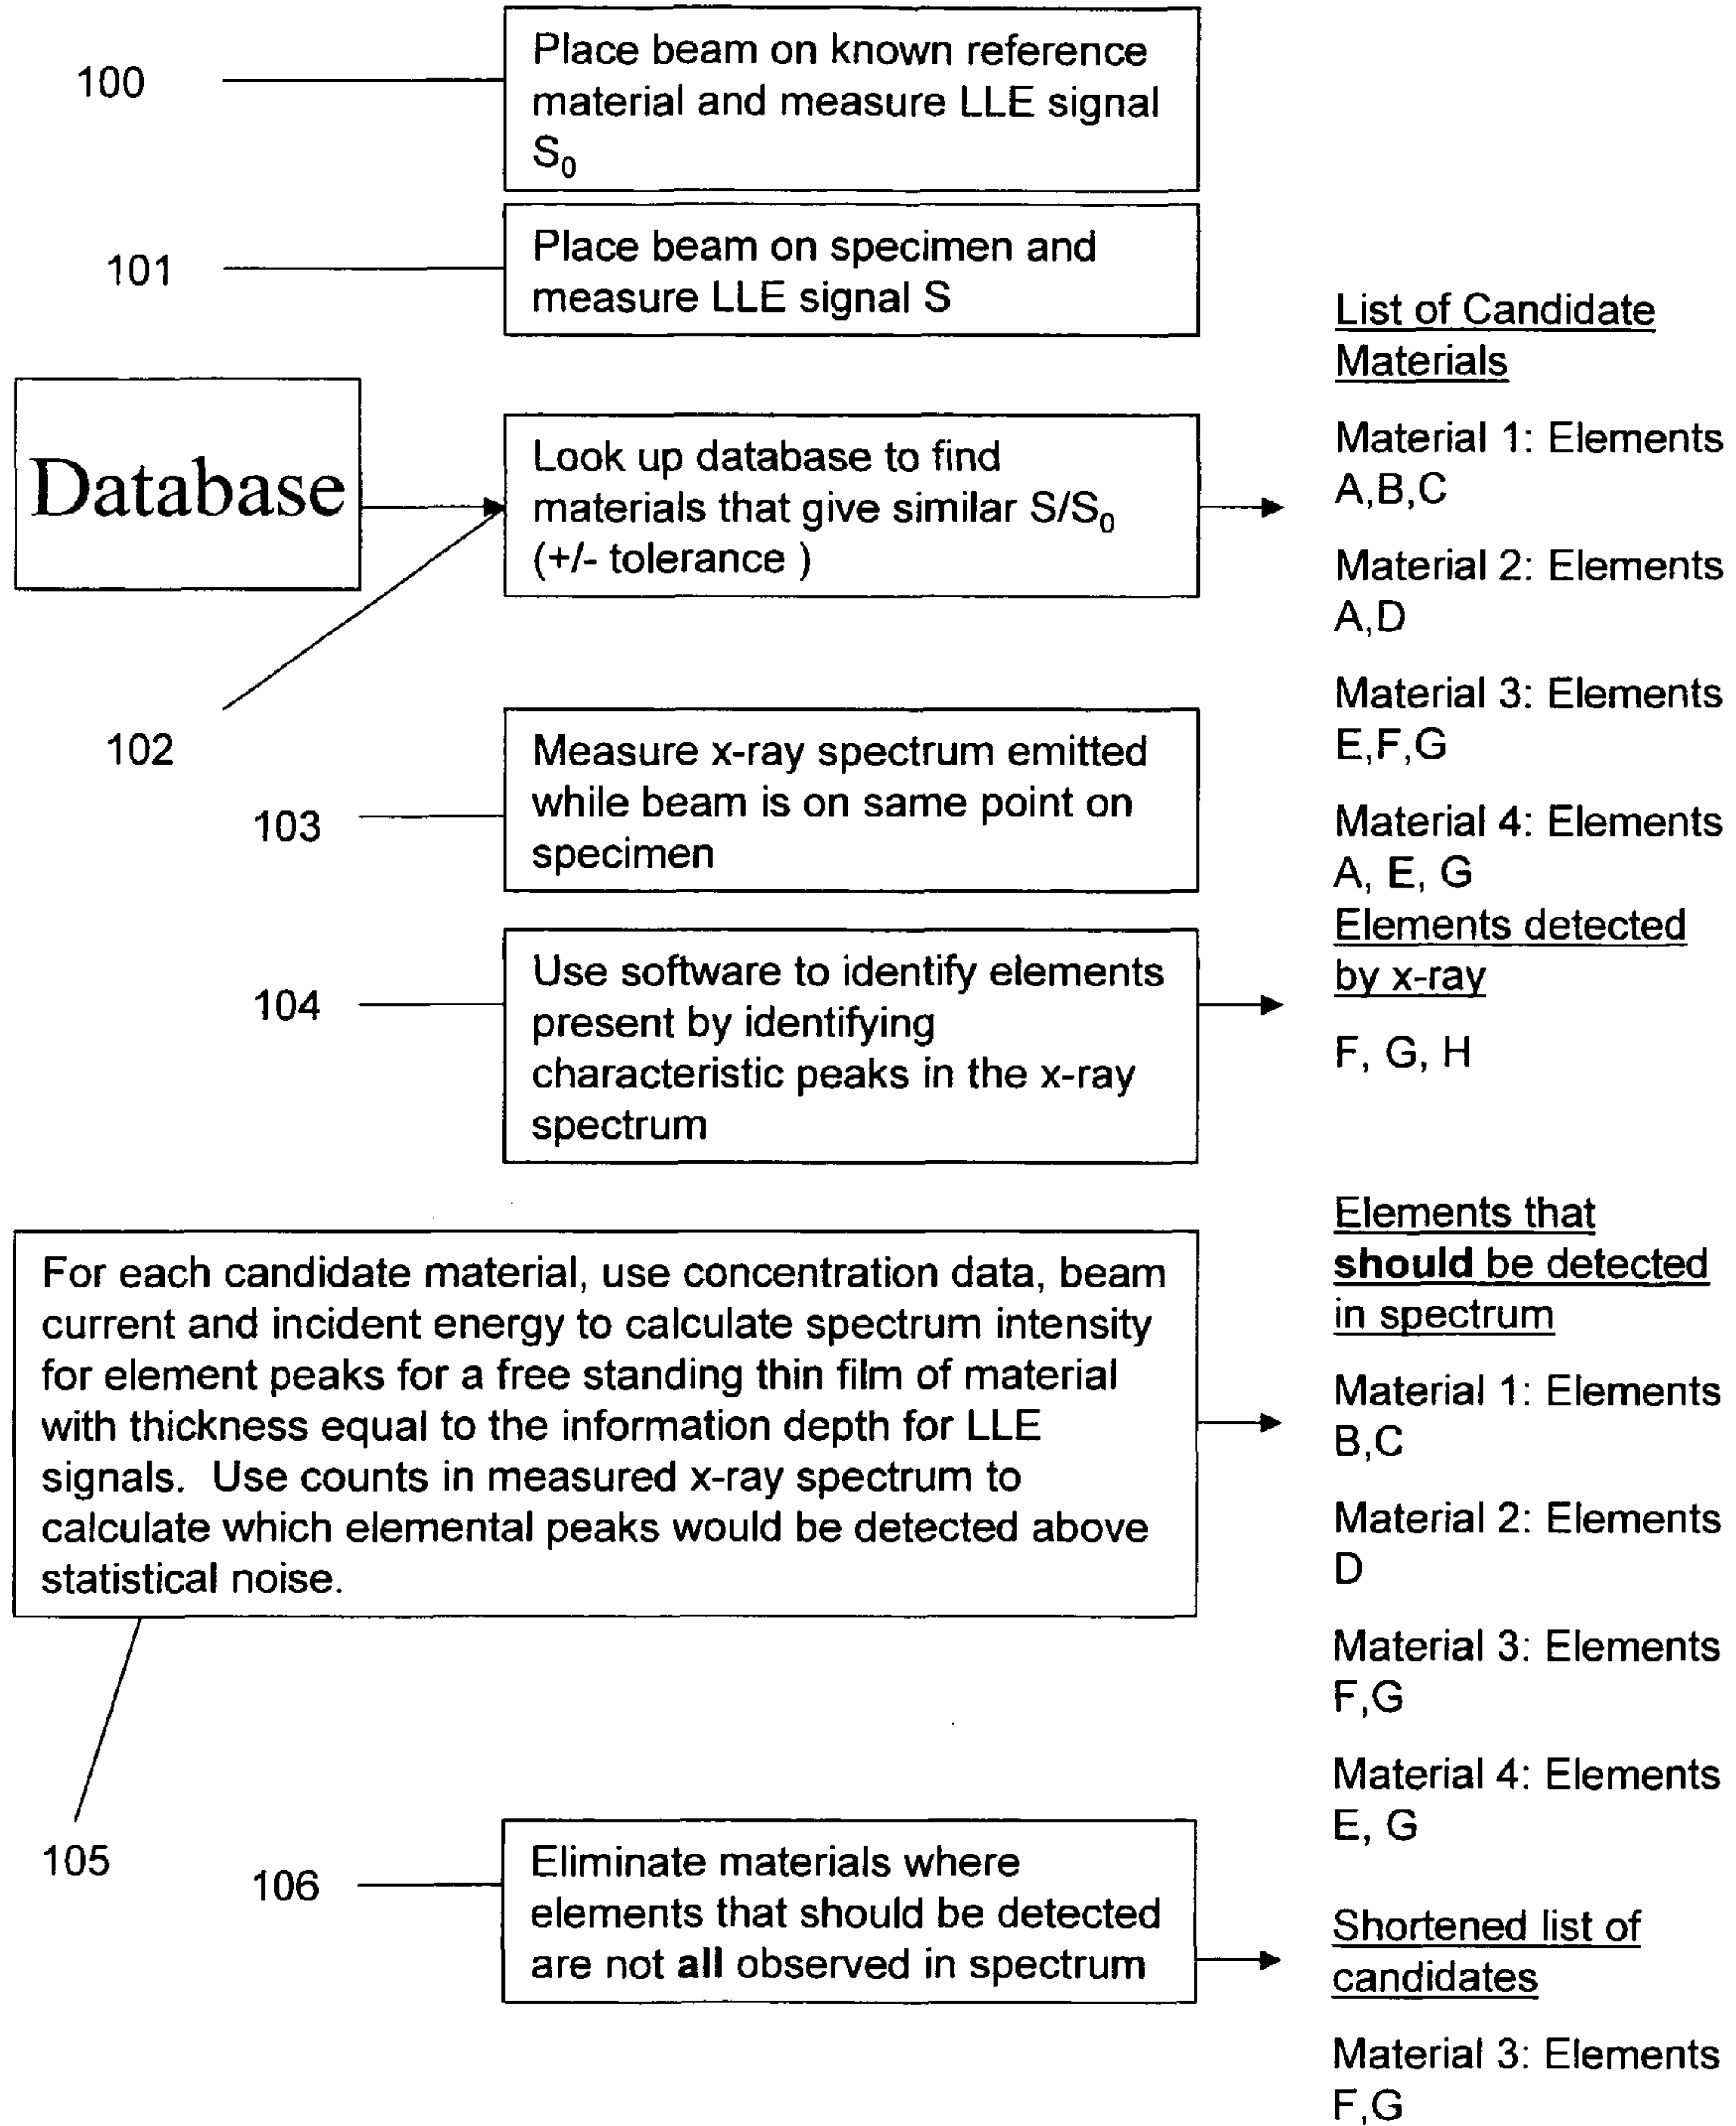 100
Place beam on known reference
material and measure LLE signal
S₀
101
Place beam on specimen and
measure LLE signal S
Database
Look up database to find
materials that give similar S/S₀
(+/- tolerance )
102
List of Candidate
Materials
Material 1: Elements
A,B,C
Material 2: Elements
A,D
Material 3: Elements
E,F,G
Material 4: Elements
A, E, G
103
Measure x-ray spectrum emitted
while beam is on same point on
specimen
104
Use software to identify elements
present by identifying
characteristic peaks in the x-ray
spectrum
Elements detected
by x-ray
F, G, H
For each candidate material, use concentration data, beam
current and incident energy to calculate spectrum intensity
for element peaks for a free standing thin film of material
with thickness equal to the information depth for LLE
signals. Use counts in measured x-ray spectrum to
calculate which elemental peaks would be detected above
statistical noise.
105
Elements that
should be detected
in spectrum
Material 1: Elements
B,C
Material 2: Elements
D
Material 3: Elements
F,G
Material 4: Elements
E, G
106
Eliminate materials where
elements that should be detected
are not all observed in spectrum
Shortened list of
candidates
Material 3: Elements
F,G